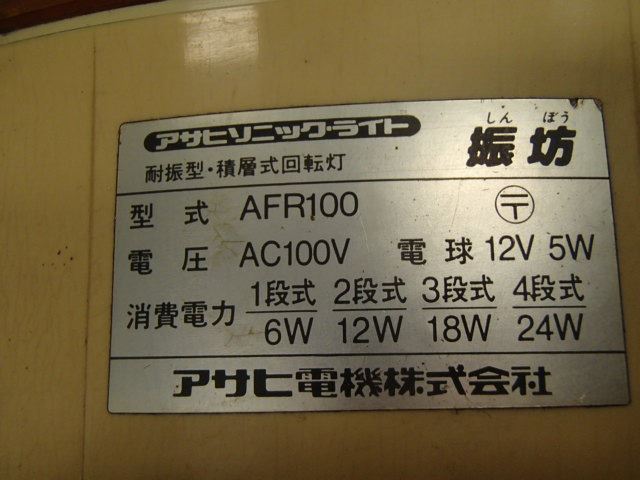 アサヒソニック・ライト
しん ぼう
振坊
耐振型・積層式回転灯
型式 AFR100 〒
電圧 AC100V 電球 12V 5W
消費電力 1段式 2段式 3段式 4段式
6W 12W 18W 24W
アサヒ電機株式会社